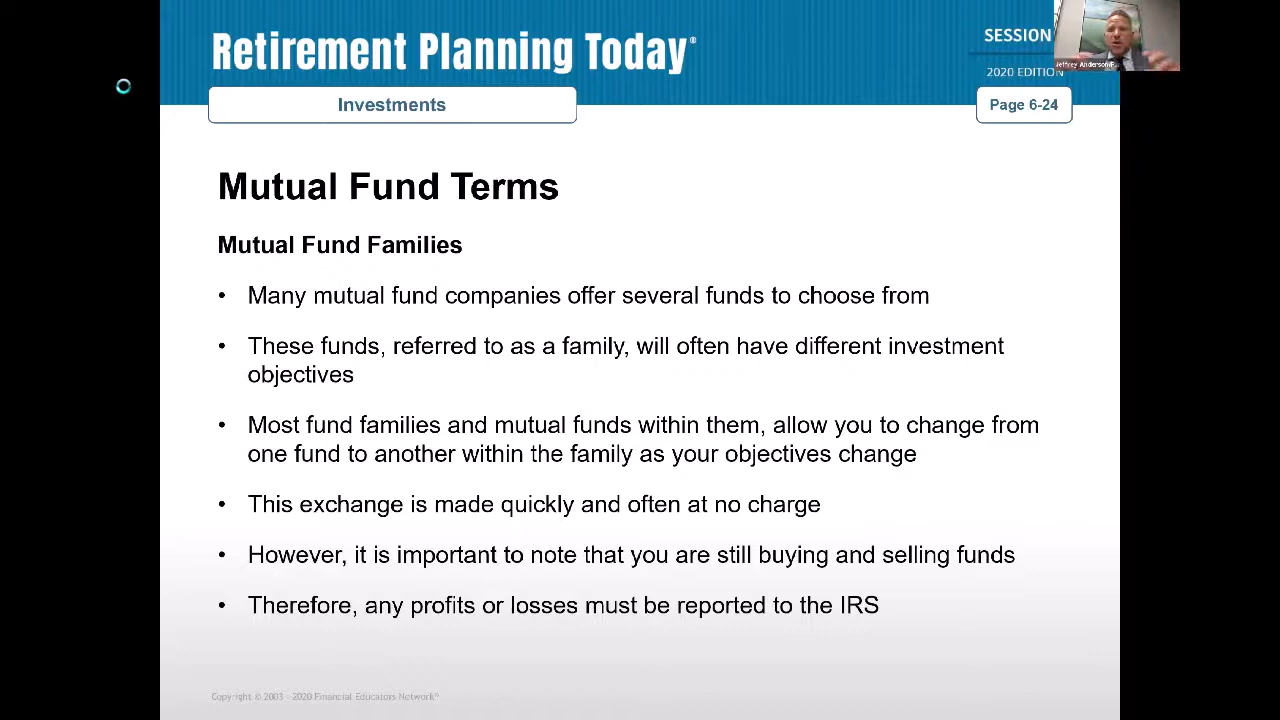 Retirement Planning Today®
SESSION
2020 EDITION
Jeffrey Anderson
Investments
Page 6-24
Mutual Fund Terms
Mutual Fund Families
• Many mutual fund companies offer several funds to choose from
• These funds, referred to as a family, will often have different investment
objectives
• Most fund families and mutual funds within them, allow you to change from
one fund to another within the family as your objectives change
• This exchange is made quickly and often at no charge
• However, it is important to note that you are still buying and selling funds
• Therefore, any profits or losses must be reported to the IRS
Copyright © 2003 - 2020 Financial Educators Network®